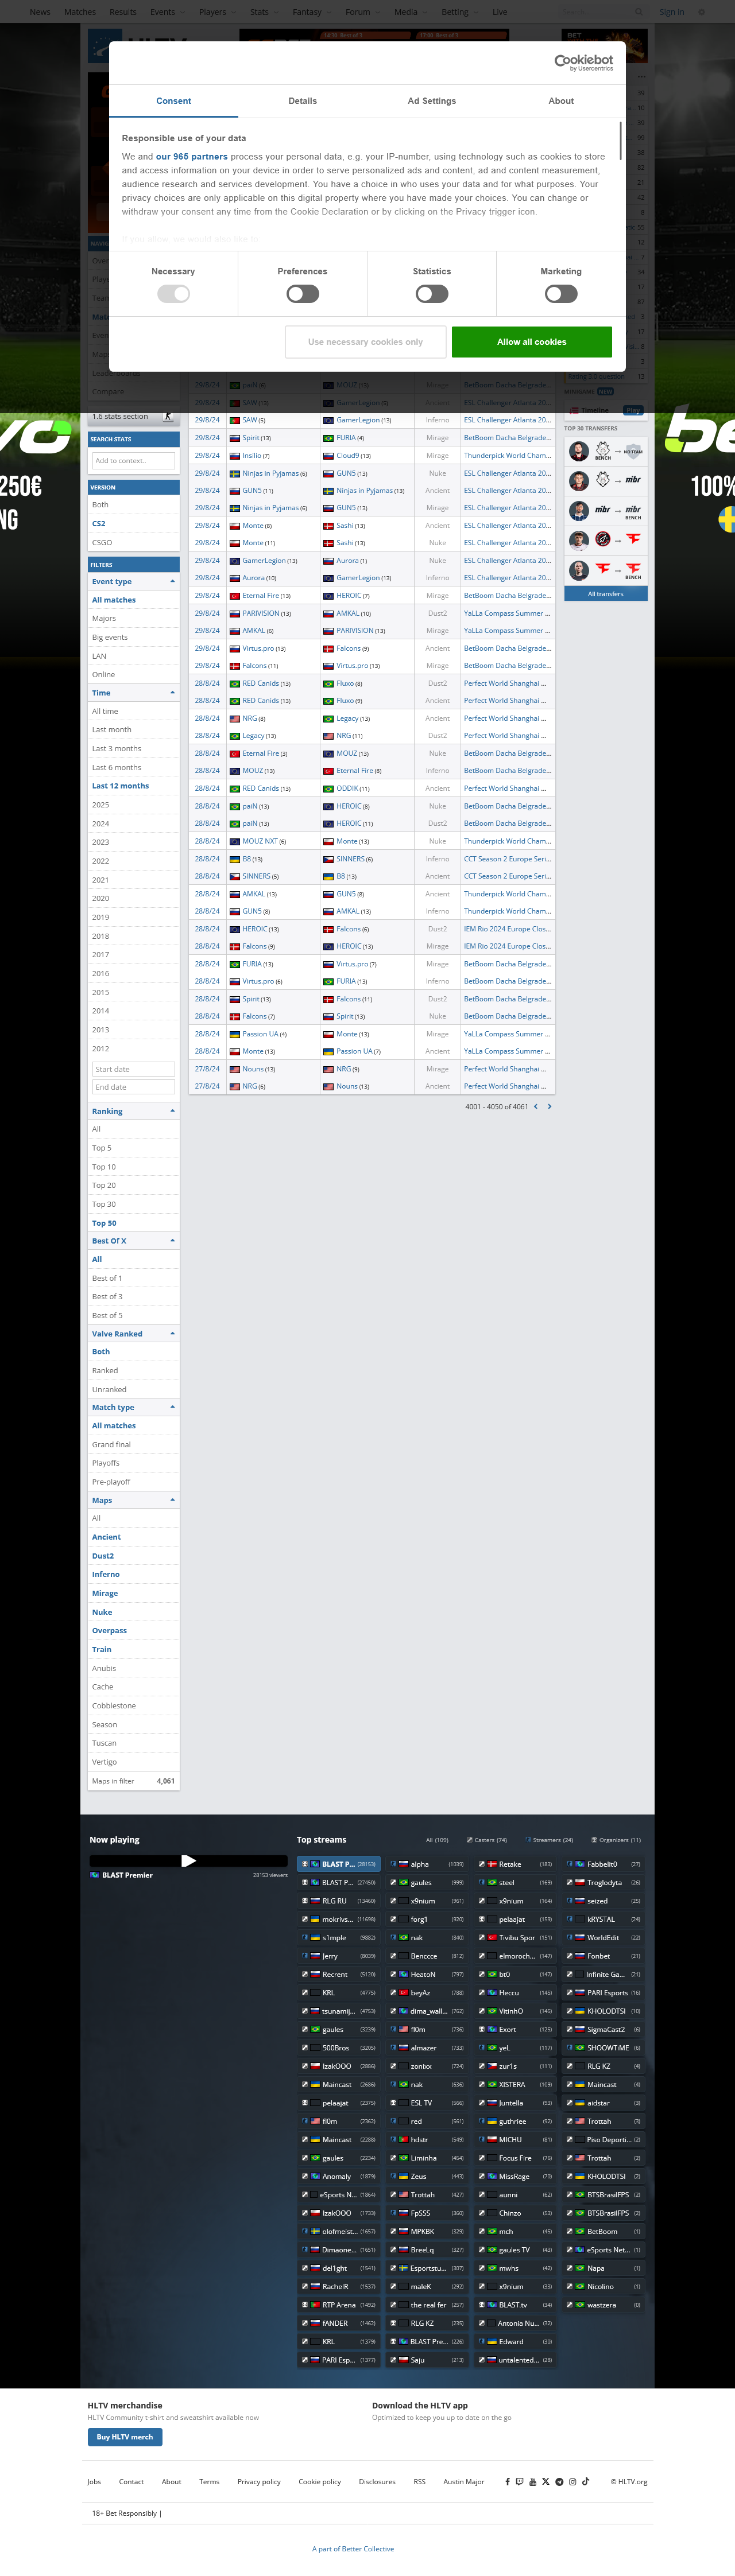 News Matches Results Events Players Stats Fantasy Forum Media Betting Live Sign in
Cookiebot
by Usercentrics
Consent Details Ad Settings About
Responsible use of your data
We and our 965 partners process your personal data, e.g. your IP-number, using technology such as cookies to store
and access information on your device in order to serve personalized ads and content, ad and content measurement,
audience research and services development. You have a choice in who uses your data and for what purposes. Your
privacy choices are only applicable on this digital property where you have made your choices. You can change or
withdraw your consent any time from the Cookie Declaration or by clicking on the Privacy trigger icon.
If you allow, we would also like to:
Necessary Preferences Statistics Marketing
Use necessary cookies only
Allow all cookies
Leaderboards
Compare
1.6 stats section
SEARCH STATS
Add to context..
VERSION
Both
CS2
CSGO
FILTERS
Event type
All matches
Majors
Big events
LAN
Online
Time
All time
Last month
Last 3 months
Last 6 months
Last 12 months
2025
2024
2023
2022
2021
2020
2019
2018
2017
2016
2015
2014
2013
2012
Start date
End date
Ranking
All
Top 5
Top 10
Top 20
Top 30
Top 50
Best Of X
All
Best of 1
Best of 3
Best of 5
Valve Ranked
Both
Ranked
Unranked
Match type
All matches
Grand final
Playoffs
Pre-playoff
Maps
All
Ancient
Dust2
Inferno
Mirage
Nuke
Overpass
Train
Anubis
Cache
Cobblestone
Season
Tuscan
Vertigo
Maps in filter 4,061
29/8/24 paiN (5) MOUZ (13) Mirage BetBoom Dacha Belgrade...
29/8/24 SAW (13) GamerLegion (5) Ancient ESL Challenger Atlanta 20...
29/8/24 SAW (5) GamerLegion (13) Inferno ESL Challenger Atlanta 20...
29/8/24 Spirit (13) FURIA (4) Mirage BetBoom Dacha Belgrade...
29/8/24 Insilio (7) Cloud9 (13) Mirage Thunderpick World Cham...
29/8/24 Ninjas in Pyjamas (6) GUN5 (13) Nuke ESL Challenger Atlanta 20...
29/8/24 GUN5 (11) Ninjas in Pyjamas (13) Ancient ESL Challenger Atlanta 20...
29/8/24 Ninjas in Pyjamas (6) GUN5 (13) Mirage ESL Challenger Atlanta 20...
29/8/24 Monte (8) Sashi (13) Ancient ESL Challenger Atlanta 20...
29/8/24 Monte (11) Sashi (13) Nuke ESL Challenger Atlanta 20...
29/8/24 GamerLegion (13) Aurora (1) Nuke ESL Challenger Atlanta 20...
29/8/24 Aurora (10) GamerLegion (13) Inferno ESL Challenger Atlanta 20...
29/8/24 Eternal Fire (13) HEROIC (7) Mirage BetBoom Dacha Belgrade...
29/8/24 PARIVISION (13) AMKAL (10) Dust2 YaLLa Compass Summer ...
29/8/24 AMKAL (6) PARIVISION (13) Mirage YaLLa Compass Summer ...
29/8/24 Virtus.pro (13) Falcons (9) Ancient BetBoom Dacha Belgrade...
29/8/24 Falcons (11) Virtus.pro (13) Mirage BetBoom Dacha Belgrade...
28/8/24 RED Canids (13) Fluxo (8) Dust2 Perfect World Shanghai ...
28/8/24 RED Canids (13) Fluxo (9) Ancient Perfect World Shanghai ...
28/8/24 NRG (8) Legacy (13) Ancient Perfect World Shanghai ...
28/8/24 Legacy (13) NRG (11) Dust2 Perfect World Shanghai ...
28/8/24 Eternal Fire (3) MOUZ (13) Nuke BetBoom Dacha Belgrade...
28/8/24 MOUZ (13) Eternal Fire (8) Inferno BetBoom Dacha Belgrade...
28/8/24 RED Canids (13) ODDIK (11) Ancient Perfect World Shanghai ...
28/8/24 paiN (13) HEROIC (8) Nuke BetBoom Dacha Belgrade...
28/8/24 paiN (13) HEROIC (11) Dust2 BetBoom Dacha Belgrade...
28/8/24 MOUZ NXT (6) Monte (13) Nuke Thunderpick World Cham...
28/8/24 B8 (13) SINNERS (6) Inferno CCT Season 2 Europe Seri...
28/8/24 SINNERS (5) B8 (13) Ancient CCT Season 2 Europe Seri...
28/8/24 AMKAL (13) GUN5 (8) Ancient Thunderpick World Cham...
28/8/24 GUN5 (8) AMKAL (13) Inferno Thunderpick World Cham...
28/8/24 HEROIC (13) Falcons (6) Dust2 IEM Rio 2024 Europe Clos...
28/8/24 Falcons (9) HEROIC (13) Mirage IEM Rio 2024 Europe Clos...
28/8/24 FURIA (13) Virtus.pro (7) Mirage BetBoom Dacha Belgrade...
28/8/24 Virtus.pro (6) FURIA (13) Inferno BetBoom Dacha Belgrade...
28/8/24 Spirit (13) Falcons (11) Dust2 BetBoom Dacha Belgrade...
28/8/24 Falcons (7) Spirit (13) Nuke BetBoom Dacha Belgrade...
28/8/24 Passion UA (4) Monte (13) Mirage YaLLa Compass Summer ...
28/8/24 Monte (13) Passion UA (7) Ancient YaLLa Compass Summer ...
27/8/24 Nouns (13) NRG (9) Mirage Perfect World Shanghai ...
27/8/24 NRG (6) Nouns (13) Ancient Perfect World Shanghai ...
4001 - 4050 of 4061
Timeline Play
TOP 30 TRANSFERS
BENCH NO TEAM
mibr
mibr mibr
BENCH
BENCH
All transfers
250€
100%
Now playing
BLAST Premier 28153 viewers
Top streams
All (109) Casters (74) Streamers (24) Organizers (11)
BLAST P... (28153)
BLAST P... (27450)
RLG RU (13460)
mokrivs... (11698)
s1mple (9882)
Jerry (8039)
Recrent (5120)
KRL (4775)
tsunamij... (4753)
gaules (3239)
500Bros (3205)
IzakOOO (2886)
Maincast (2686)
pelaajat (2375)
fl0m (2362)
Maincast (2288)
gaules (2234)
Anomaly (1879)
eSports N... (1864)
IzakOOO (1733)
olofmeist... (1657)
Dimaone... (1651)
del1ght (1541)
RachelR (1537)
RTP Arena (1492)
fANDER (1462)
KRL (1379)
PARI Esp... (1377)
alpha (1039)
gaules (999)
x9nium (961)
forg1 (920)
nak (840)
Benccce (812)
HeatoN (797)
beyAz (788)
dima_wall... (762)
fl0m (736)
almazer (733)
zonixx (724)
nak (636)
ESL TV (566)
red (561)
hdstr (549)
Liminha (454)
Zeus (443)
Trottah (427)
FpSSS (360)
MPKBK (329)
BreeLq (327)
Esportstu... (307)
maleK (292)
the real fer (257)
RLG KZ (235)
BLAST Pre... (226)
Saju (213)
Retake (183)
steel (169)
x9nium (164)
pelaajat (159)
Tivibu Spor (151)
elmoroch... (147)
bt0 (147)
Heccu (145)
VitinhO (145)
Exort (125)
yeL (117)
zur1s (111)
XISTERA (109)
Juntella (93)
guthriee (92)
MICHU (81)
Focus Fire (76)
MissRage (70)
aunni (62)
Chinzo (53)
mch (45)
gaules TV (43)
mwhs (42)
x9nium (33)
BLAST.tv (34)
Antonia Nu... (32)
Edward (30)
untalented... (28)
Fabbelit0 (27)
Troglodyta (26)
seized (25)
kRYSTAL (24)
WorldEdit (22)
Fonbet (21)
Infinite Ga... (21)
PARI Esports (16)
KHOLODTSI (10)
SigmaCast2 (6)
SHOOWTiME (6)
RLG KZ (4)
Maincast (4)
aidstar (3)
Trottah (3)
Piso Deporti... (2)
Trottah (2)
KHOLODTSI (2)
BTSBrasilFPS (2)
BTSBrasilFPS (2)
BetBoom (1)
eSports Net... (1)
Napa (1)
Nicolino (1)
wastzera (0)
HLTV merchandise
HLTV Community t-shirt and sweatshirt available now
Buy HLTV merch
Download the HLTV app
Optimized to keep you up to date on the go
Jobs Contact About Terms Privacy policy Cookie policy Disclosures RSS Austin Major © HLTV.org
18+ Bet Responsibly |
A part of Better Collective